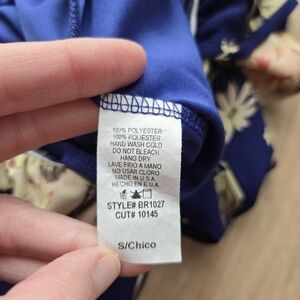 100% POLYESTER
100% POLIESTER
HAND WASH COLD
DO NOT BLEACH
HANG DRY
LAVE FRIO A MANO
NO USAR CLORO
MADE IN U.S.A
HECHO EN E.U.A.
STYLE# BR1027
CUT# 10145
S/Chico